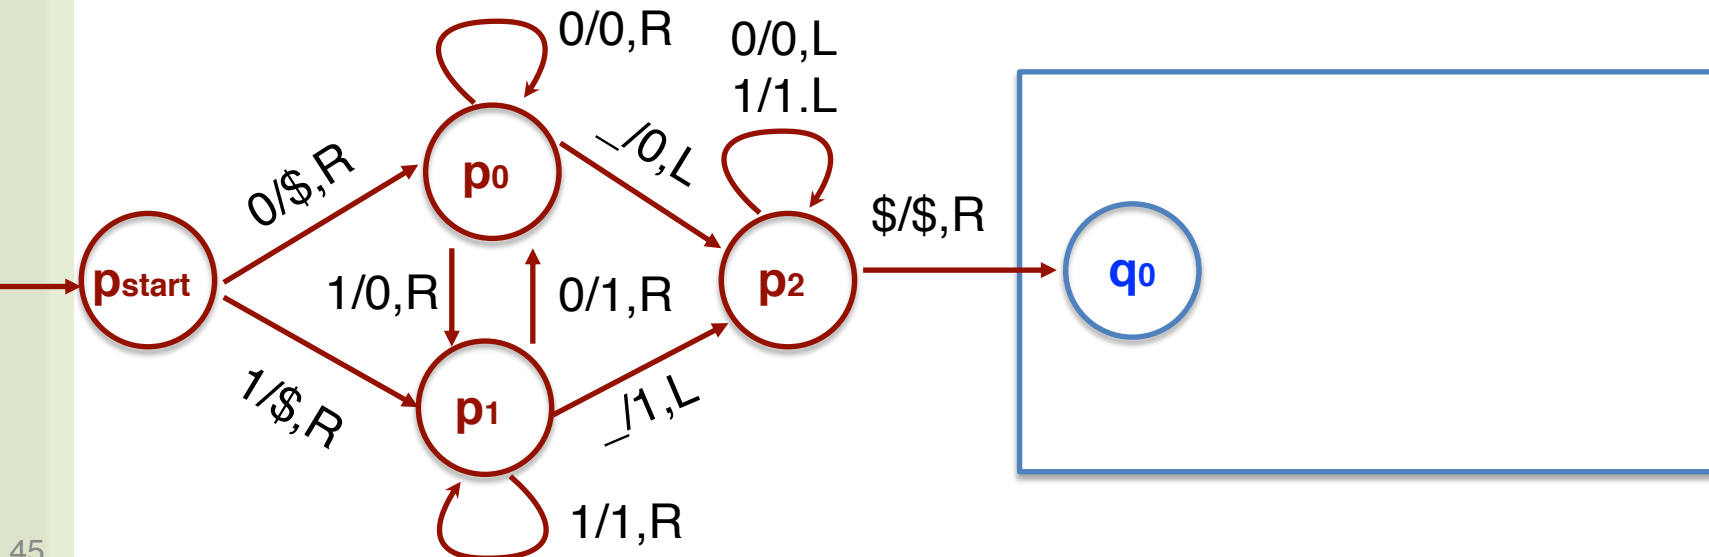 0/0,R
0/0,L
1/1.L
_/0,L
0/$,R
p0
$/$,R
pstart
1/0,R
0/1,R
p2
q0
1/$,R
p1
_/1,L
1/1,R
45